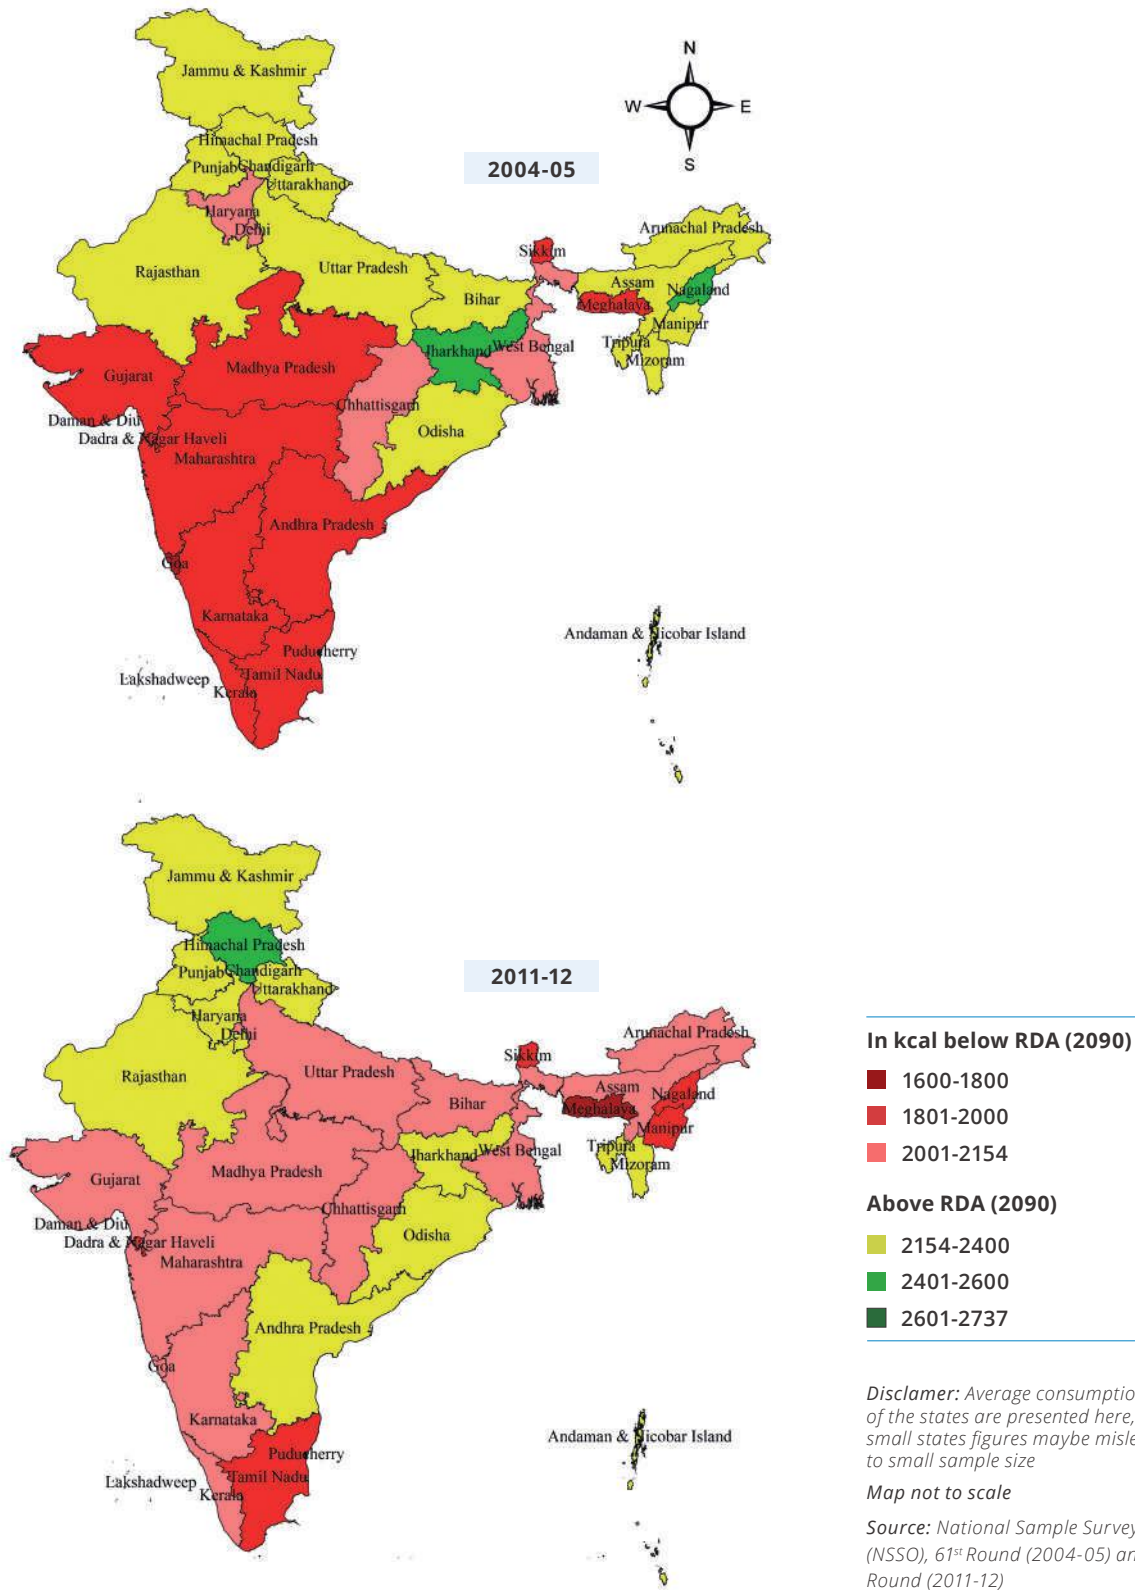 Jammu & Kashmir
N
W
E
S
Himachal Pradesh
Punjab
Chandigarh
Uttarakhand
2004-05
Haryana
Delhi
Arunachal Pradesh
Sikkim
Rajasthan
Uttar Pradesh
Bihar
Assam
Nagaland
Meghalaya
Manipur
Tripura
Mizoram
Jharkhand
West Bengal
Gujarat
Madhya Pradesh
Chhattisgarh
Daman & Diu
Dadra & Nagar Haveli
Maharashtra
Odisha
Andhra Pradesh
Goa
Karnataka
Andaman & Nicobar Island
Puducherry
Lakshadweep
Tamil Nadu
Kerala
Jammu & Kashmir
Himachal Pradesh
Punjab
Chandigarh
Uttarakhand
2011-12
Haryana
Delhi
Arunachal Pradesh
Sikkim
Rajasthan
Uttar Pradesh
Bihar
Assam
Nagaland
Meghalaya
Manipur
Tripura
Mizoram
Jharkhand
West Bengal
Gujarat
Madhya Pradesh
Chhattisgarh
Daman & Diu
Dadra & Nagar Haveli
Maharashtra
Odisha
Andhra Pradesh
Goa
Karnataka
Andaman & Nicobar Island
Puducherry
Lakshadweep
Tamil Nadu
Kerala
In kcal below RDA (2090)
1600-1800
1801-2000
2001-2154
Above RDA (2090)
2154-2400
2401-2600
2601-2737
Disclamer: Average consumptio
of the states are presented here,
small states figures maybe misle
to small sample size
Map not to scale
Source: National Sample Survey
(NSSO), 61st Round (2004-05) an
Round (2011-12)